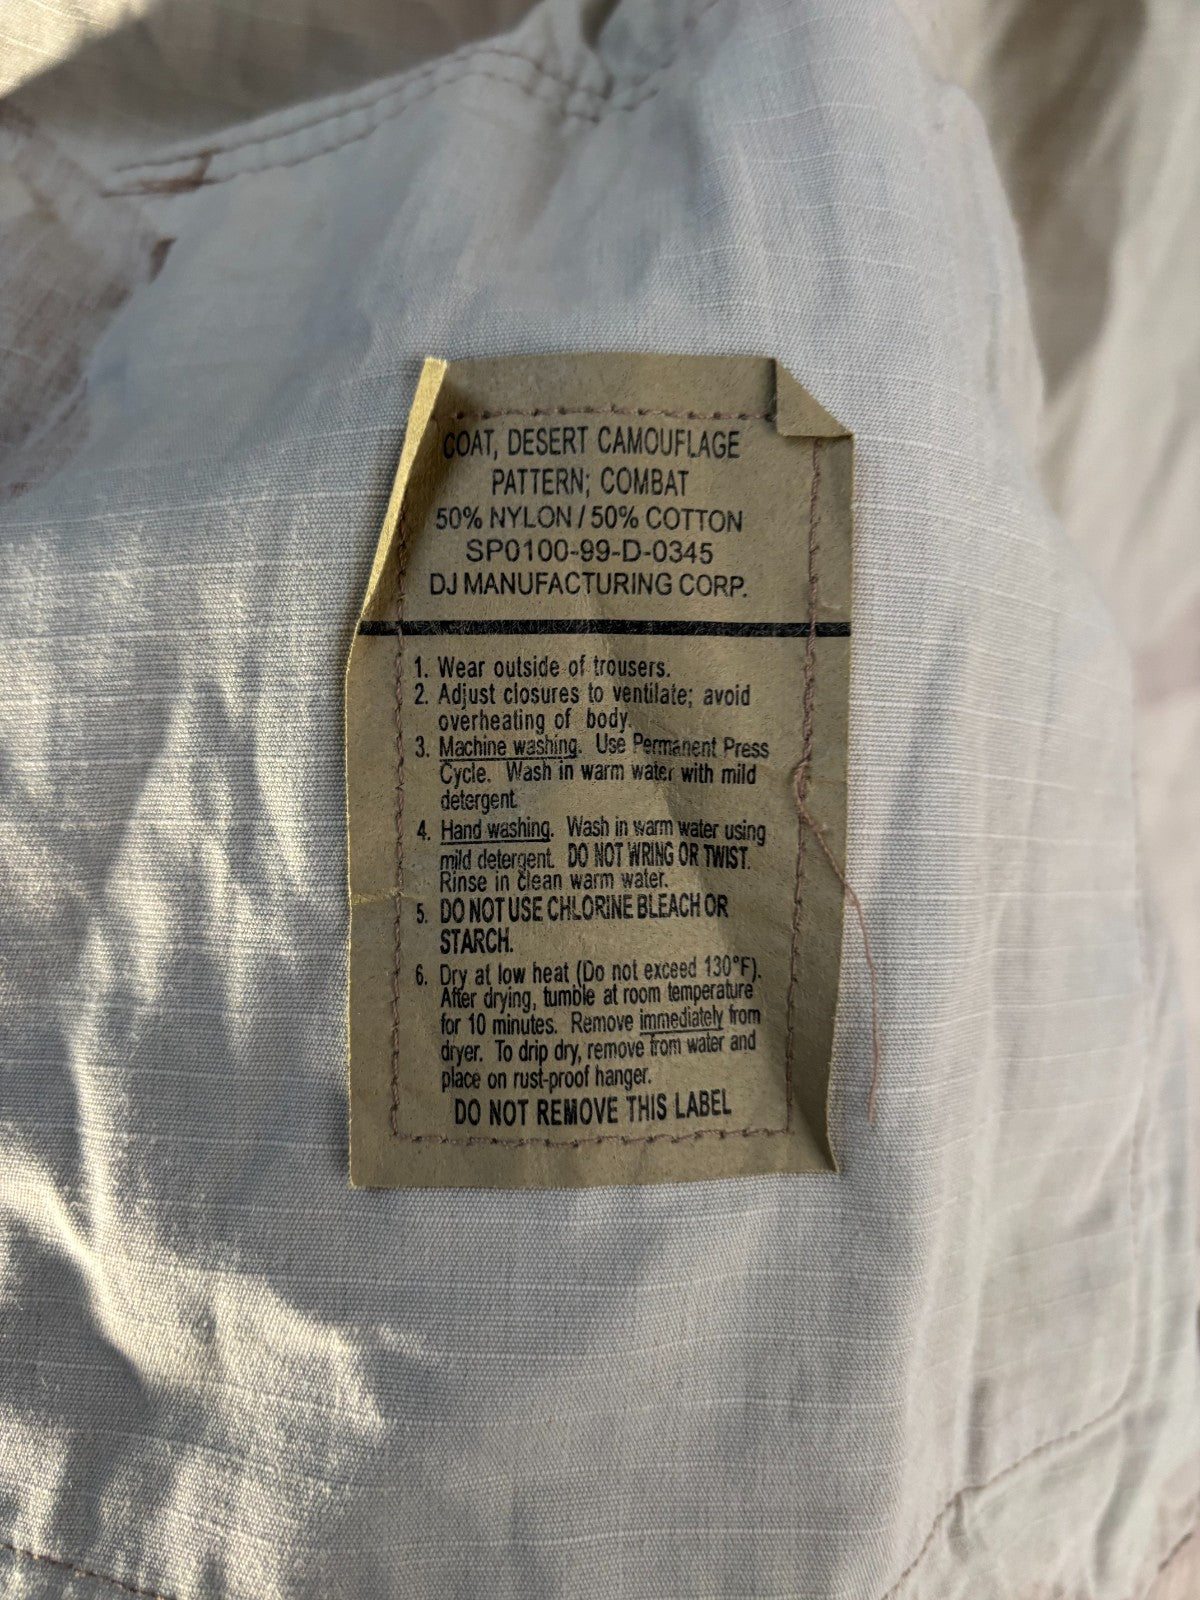 COAT, DESERT CAMOUFLAGE
PATTERN; COMBAT
50% NYLON / 50% COTTON
SP0100-99-D-0345
DJ MANUFACTURING CORP.
1. Wear outside of trousers.
2. Adjust closures to ventilate; avoid
overheating of body.
3. Machine washing. Use Permanent Press
Cycle. Wash in warm water with mild
detergent.
4. Hand washing. Wash in warm water using
mild detergent. DO NOT WRING OR TWIST.
Rinse in clean warm water.
5. DO NOT USE CHLORINE BLEACH OR
STARCH.
6. Dry at low heat (Do not exceed 130°F).
After drying, tumble at room temperature
for 10 minutes. Remove immediately from
dryer. To drip dry, remove from water and
place on rust-proof hanger.
DO NOT REMOVE THIS LABEL